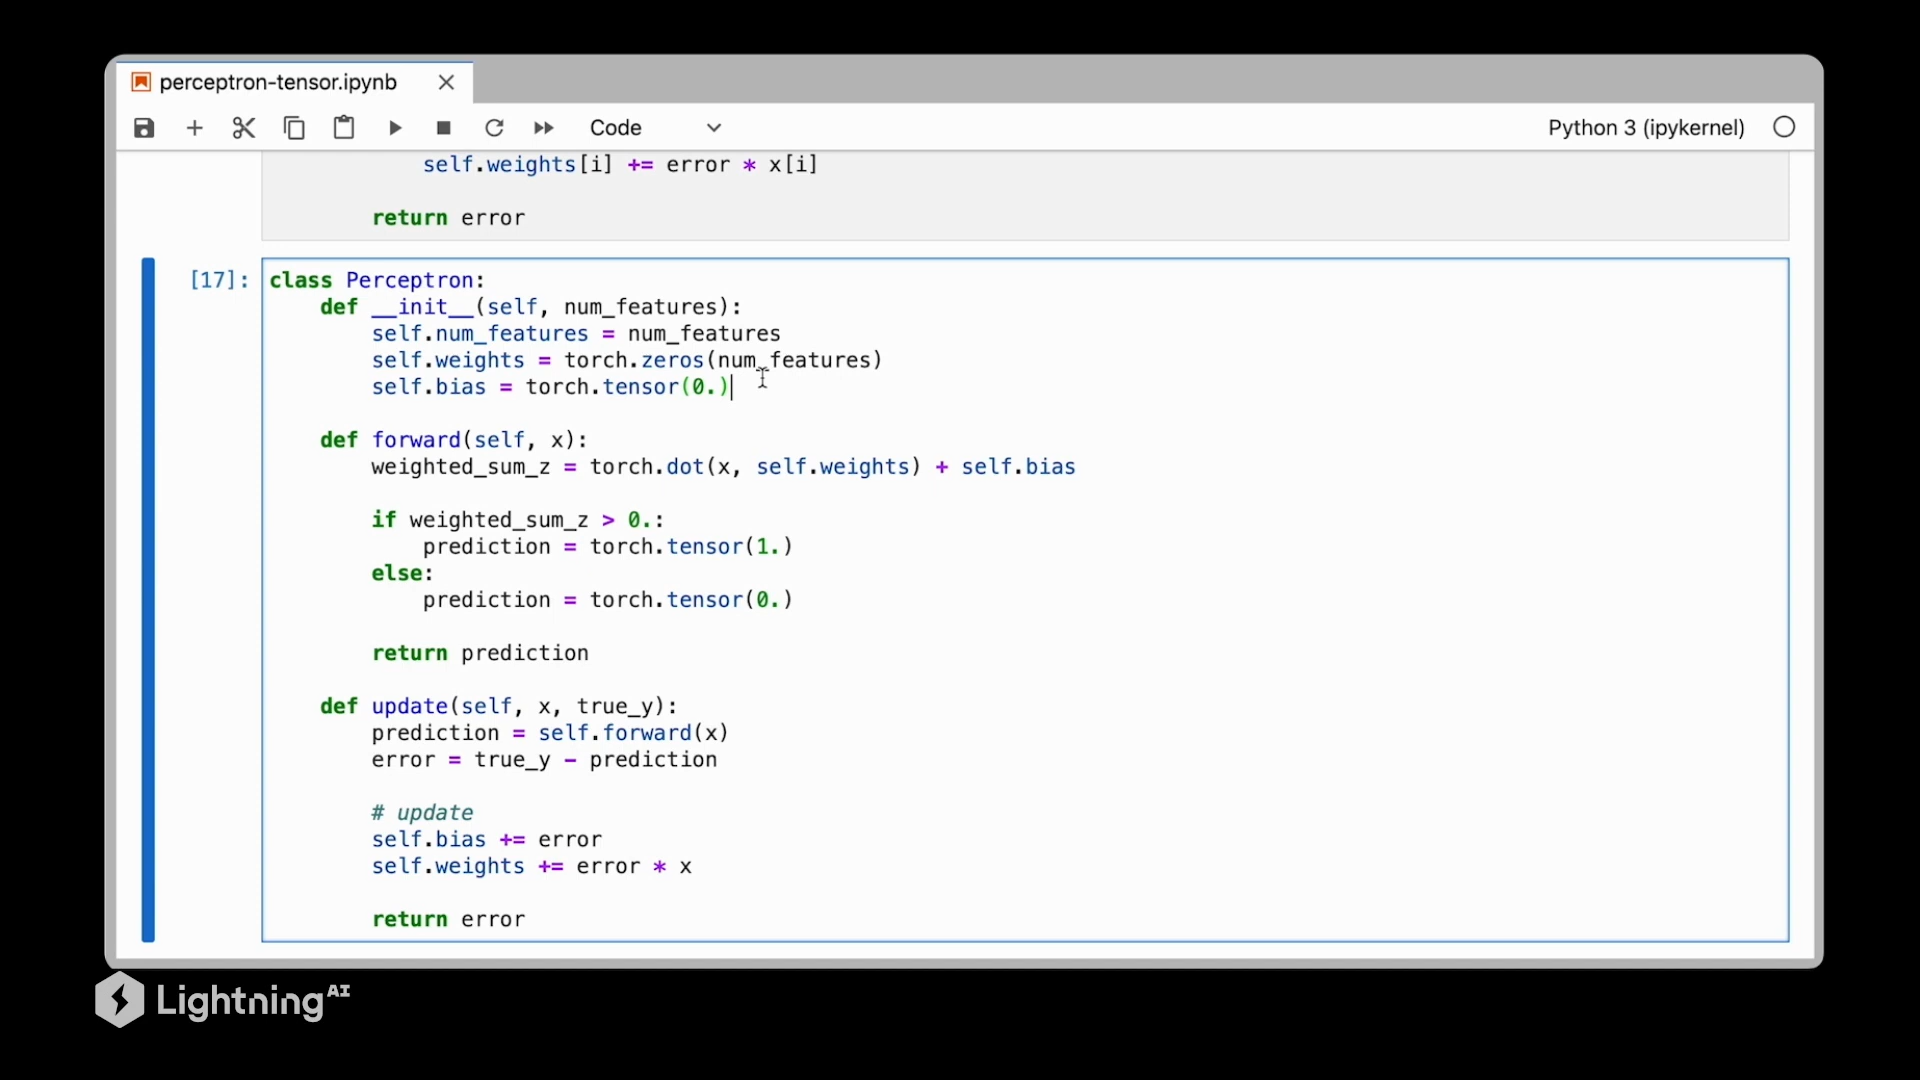 perceptron-tensor.ipynb
Code
Python 3 (ipykernel)
            self.weights[i] += error * x[i]
        return error
[17]:
class Perceptron:
    def __init__(self, num_features):
        self.num_features = num_features
        self.weights = torch.zeros(num_features)
        self.bias = torch.tensor(0.)
    def forward(self, x):
        weighted_sum_z = torch.dot(x, self.weights) + self.bias
        if weighted_sum_z > 0.:
            prediction = torch.tensor(1.)
        else:
            prediction = torch.tensor(0.)
        return prediction
    def update(self, x, true_y):
        prediction = self.forward(x)
        error = true_y - prediction
        # update
        self.bias += error
        self.weights += error * x
        return error
Lightning AI